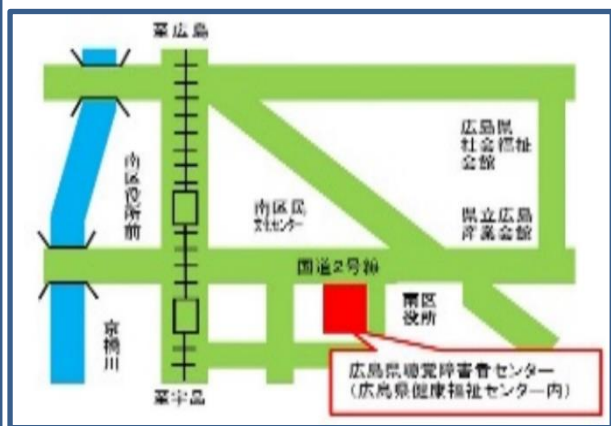 至広島
広島県
社会福祉
会館
南区役所前
南区民
文化センター
県立広島
産業会館
国道2号線
南区
役所
京橋川
広島県聴覚障害者センター
(広島県健康福祉センター内)
至宇品